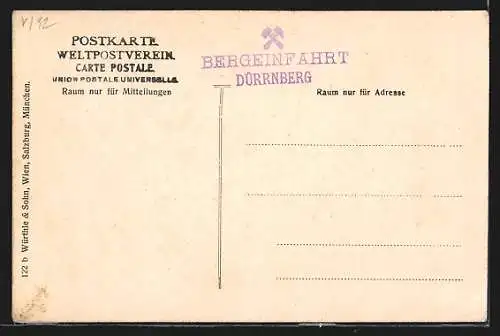 V/92
POSTKARTE
WELTPOSTVEREIN.
CARTE POSTALE.
UNION POSTALE UNIVERSELLE.
Raum nur für Mitteilungen
BERGEINFAHRT
DÜRRNBERG
Raum nur für Adresse
122 b Würthle & Sohn, Wien, Salzburg, München.